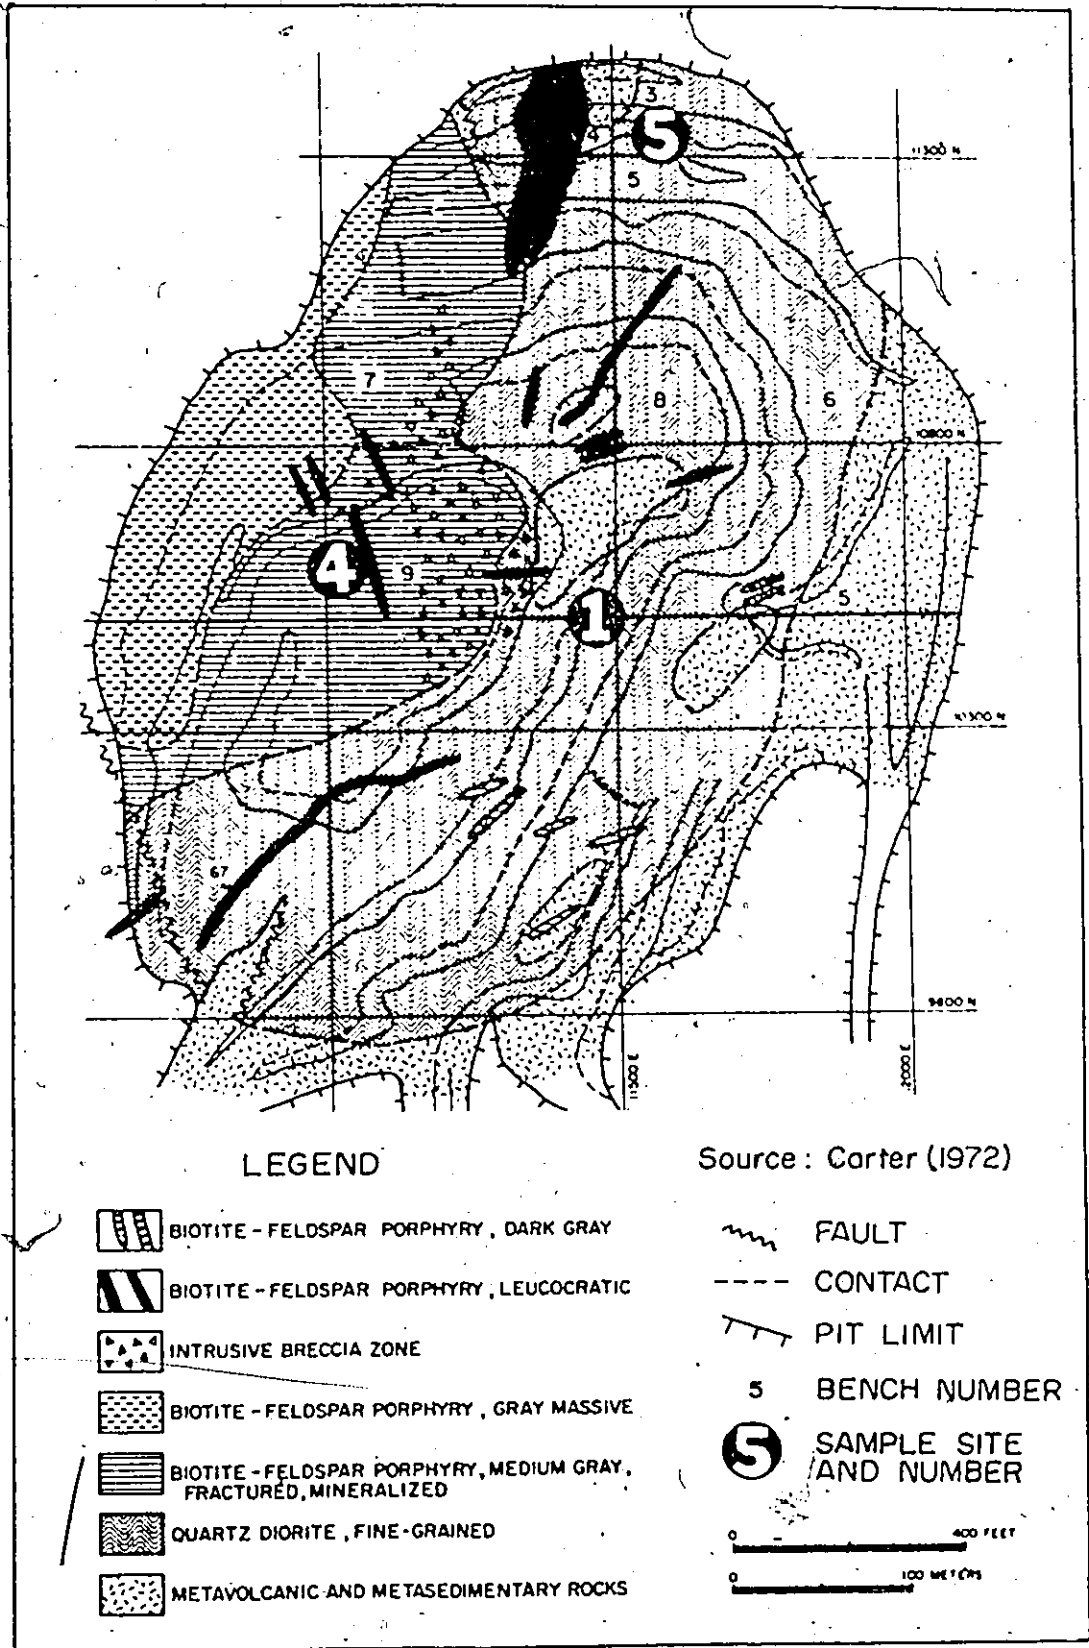 3
4
5
11300 N
5
7
8
6
10800 N
4
9
1
5
10300 N
67
9800 N
1500 E
2000 E
LEGEND
BIOTITE-FELDSPAR PORPHYRY, DARK GRAY
BIOTITE-FELDSPAR PORPHYRY, LEUCOCRATIC
INTRUSIVE BRECCIA ZONE
BIOTITE-FELDSPAR PORPHYRY, GRAY MASSIVE
BIOTITE-FELDSPAR PORPHYRY, MEDIUM GRAY,
FRACTURED, MINERALIZED
QUARTZ DIORITE, FINE-GRAINED
METAVOLCANIC AND METASEDIMENTARY ROCKS
Source: Carter (1972)
FAULT
CONTACT
PIT LIMIT
5 BENCH NUMBER
5 SAMPLE SITE
AND NUMBER
0 400 FEET
0 100 METERS